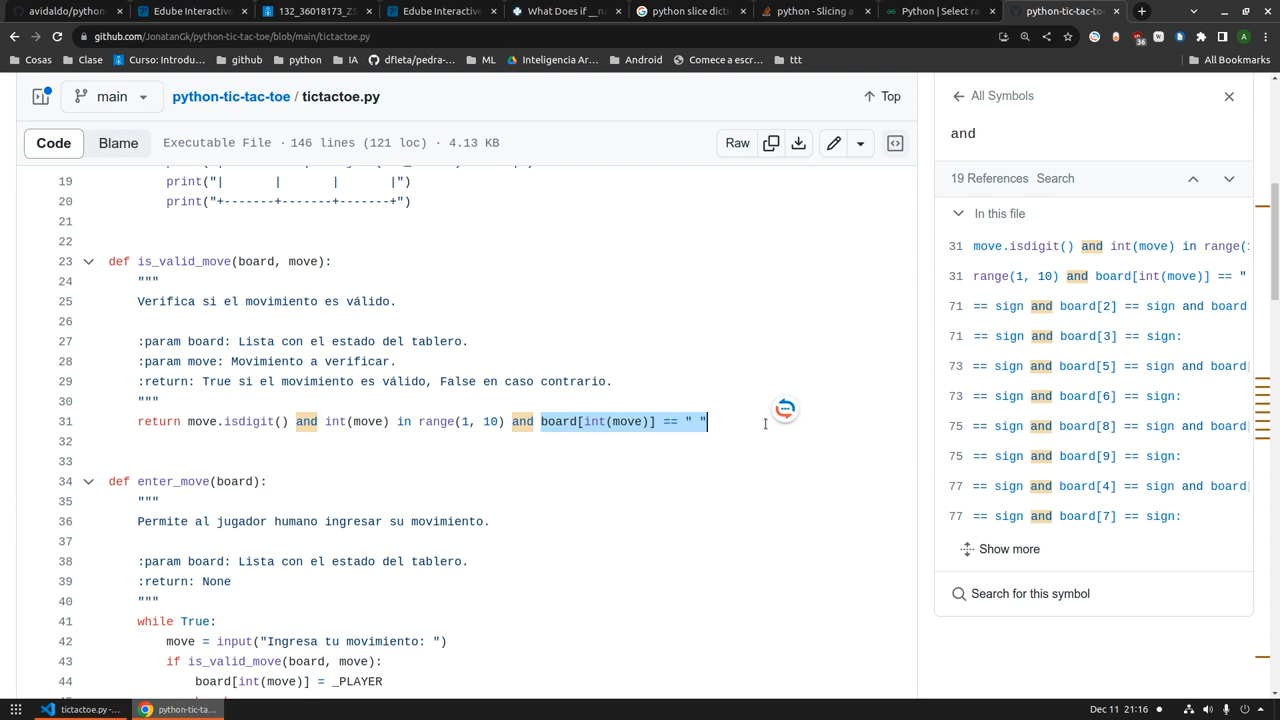 avidaldo/python-
Edube Interactive
132_36018173_ZS
Edube Interactive
What Does if __na
python slice dicti
python - Slicing a
Python | Select ra
python-tic-tac-toe
github.com/JonatanGk/python-tic-tac-toe/blob/main/tictactoe.py
36
A
Cosas
Clase
Curso: Introdu…
github
python
IA
dfleta/pedra-…
ML
Inteligencia Ar…
Android
Comece a escr…
ttt
All Bookmarks
main
python-tic-tac-toe / tictactoe.py
Top
Code
Blame
Executable File · 146 lines (121 loc) · 4.13 KB
Raw
19 print("|       |       |       |")
20 print("+-------+-------+-------+")
21
22
23 def is_valid_move(board, move):
24 """
25 Verifica si el movimiento es válido.
26
27 :param board: Lista con el estado del tablero.
28 :param move: Movimiento a verificar.
29 :return: True si el movimiento es válido, False en caso contrario.
30 """
31 return move.isdigit() and int(move) in range(1, 10) and board[int(move)] == " "
32
33
34 def enter_move(board):
35 """
36 Permite al jugador humano ingresar su movimiento.
37
38 :param board: Lista con el estado del tablero.
39 :return: None
40 """
41 while True:
42 move = input("Ingresa tu movimiento: ")
43 if is_valid_move(board, move):
44 board[int(move)] = _PLAYER
All Symbols
and
19 References Search
In this file
31 move.isdigit() and int(move) in range(1
31 range(1, 10) and board[int(move)] == "
71 == sign and board[2] == sign and board
71 == sign and board[3] == sign:
73 == sign and board[5] == sign and board[
73 == sign and board[6] == sign:
75 == sign and board[8] == sign and board[
75 == sign and board[9] == sign:
77 == sign and board[4] == sign and board[
77 == sign and board[7] == sign:
Show more
Search for this symbol
tictactoe.py -…
python-tic-ta…
Dec 11 21:16